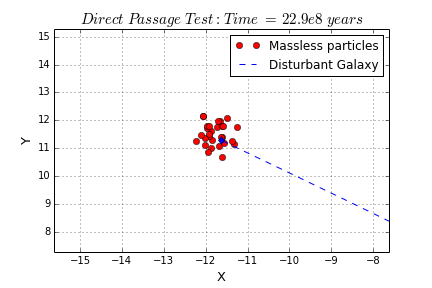 Direct Passage Test : Time = 22.9e8 years
Massless particles
Disturbant Galaxy
15
14
13
12
11
10
9
8
Y
−15 −14 −13 −12 −11 −10 −9 −8
X